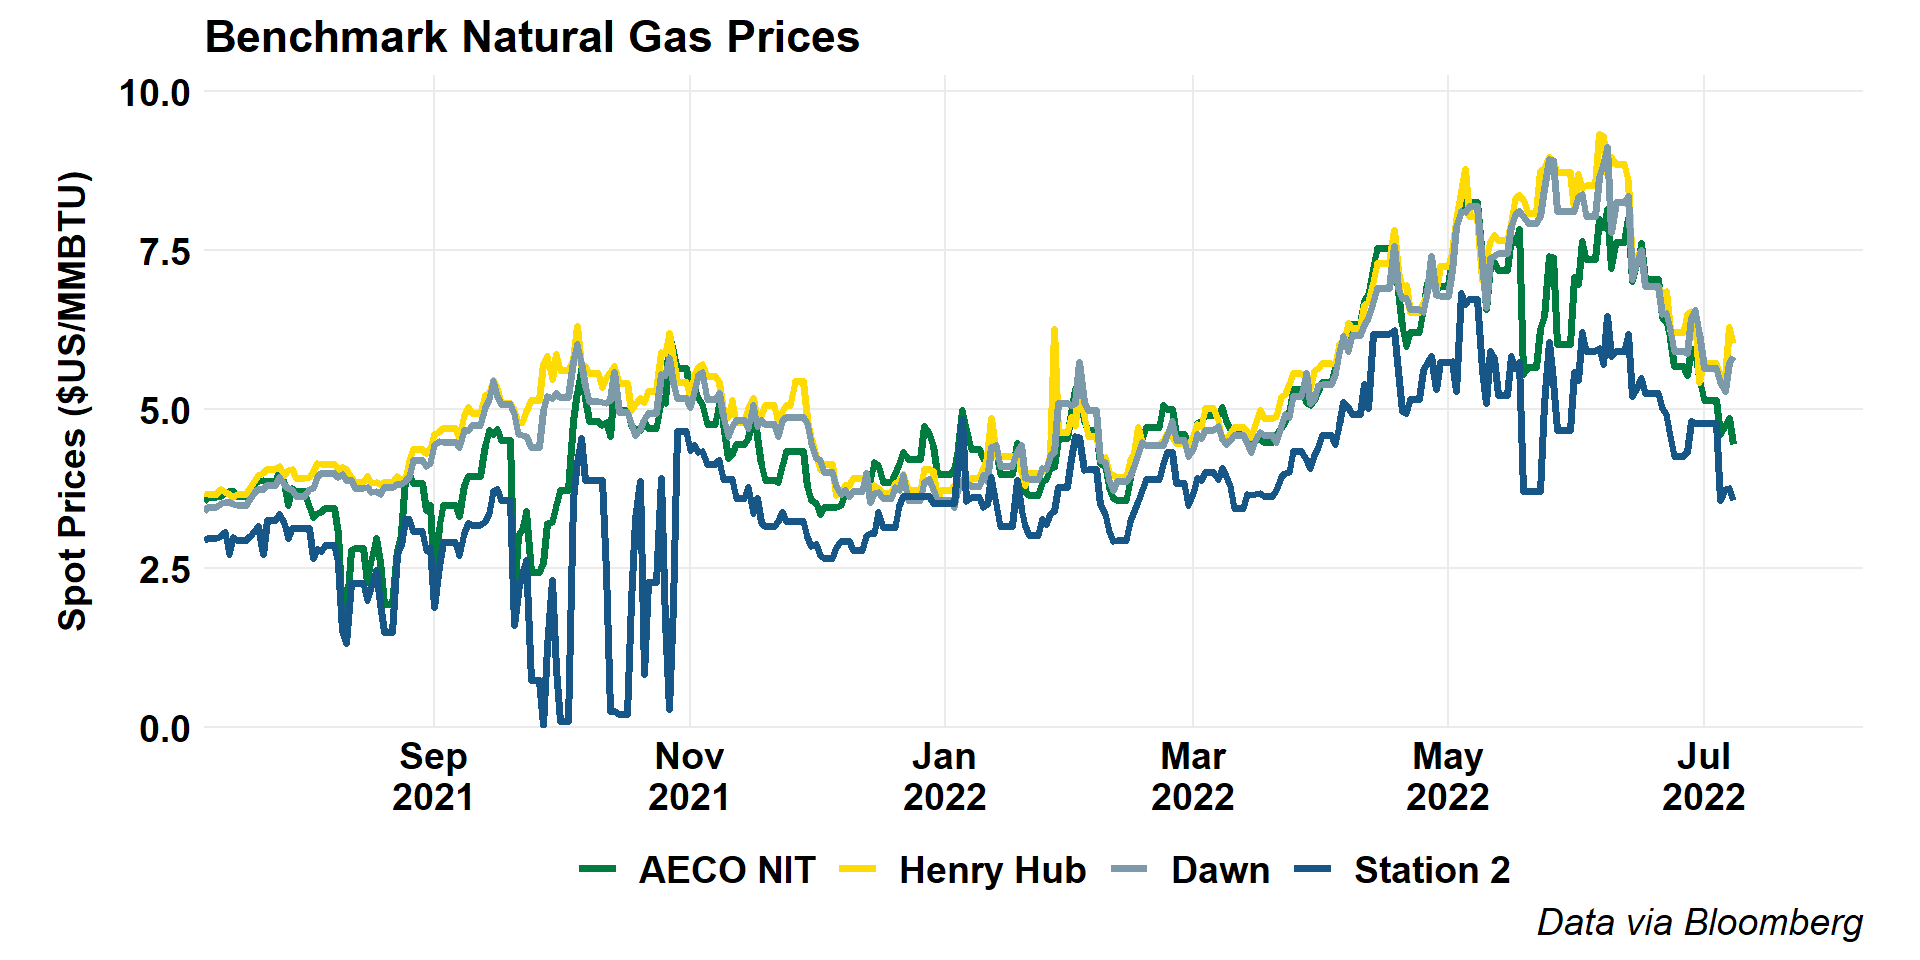 Benchmark Natural Gas Prices
Spot Prices ($US/MMBTU)
10.0
7.5
5.0
2.5
0.0
Sep Nov Jan Mar May Jul
2021 2021 2022 2022 2022 2022
AECO NIT Henry Hub Dawn Station 2
Data via Bloomberg